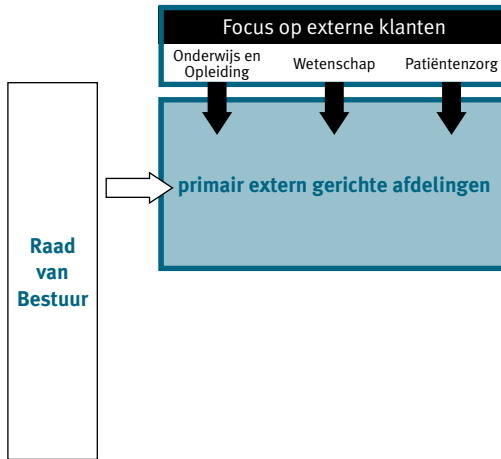 Focus op externe klanten
Onderwijs en
Opleiding
Wetenschap
Patiëntenzorg
primair extern gerichte afdelingen
Raad
van
Bestuur